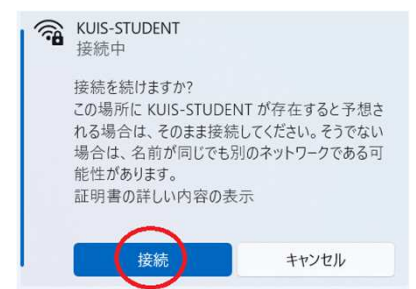 KUIS-STUDENT
接続中
接続を続けますか?
この場所に KUIS-STUDENT が存在すると予想さ
れる場合は、そのまま接続してください。そうでない
場合は、名前が同じでも別のネットワークである可
能性があります。
証明書の詳しい内容の表示
接続
キャンセル